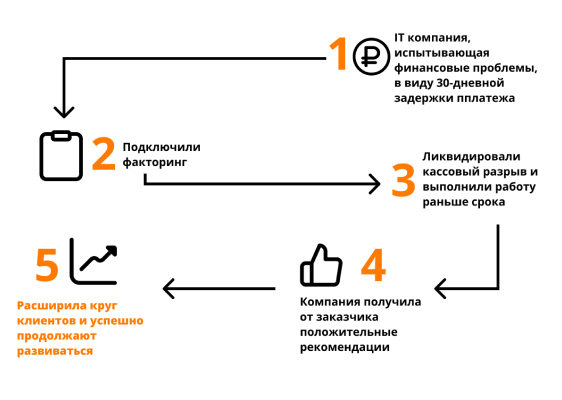 1
IT компания,
испытывающая
финансовые проблемы,
в виду 30-дневной
задержки пплатежа
2
Подключили
факторинг
3
Ликвидировали
кассовый разрыв и
выполнили работу
раньше срока
4
Компания получила
от заказчика
положительные
рекомендации
5
Расширила круг
клиентов и успешно
продолжают
развиваться